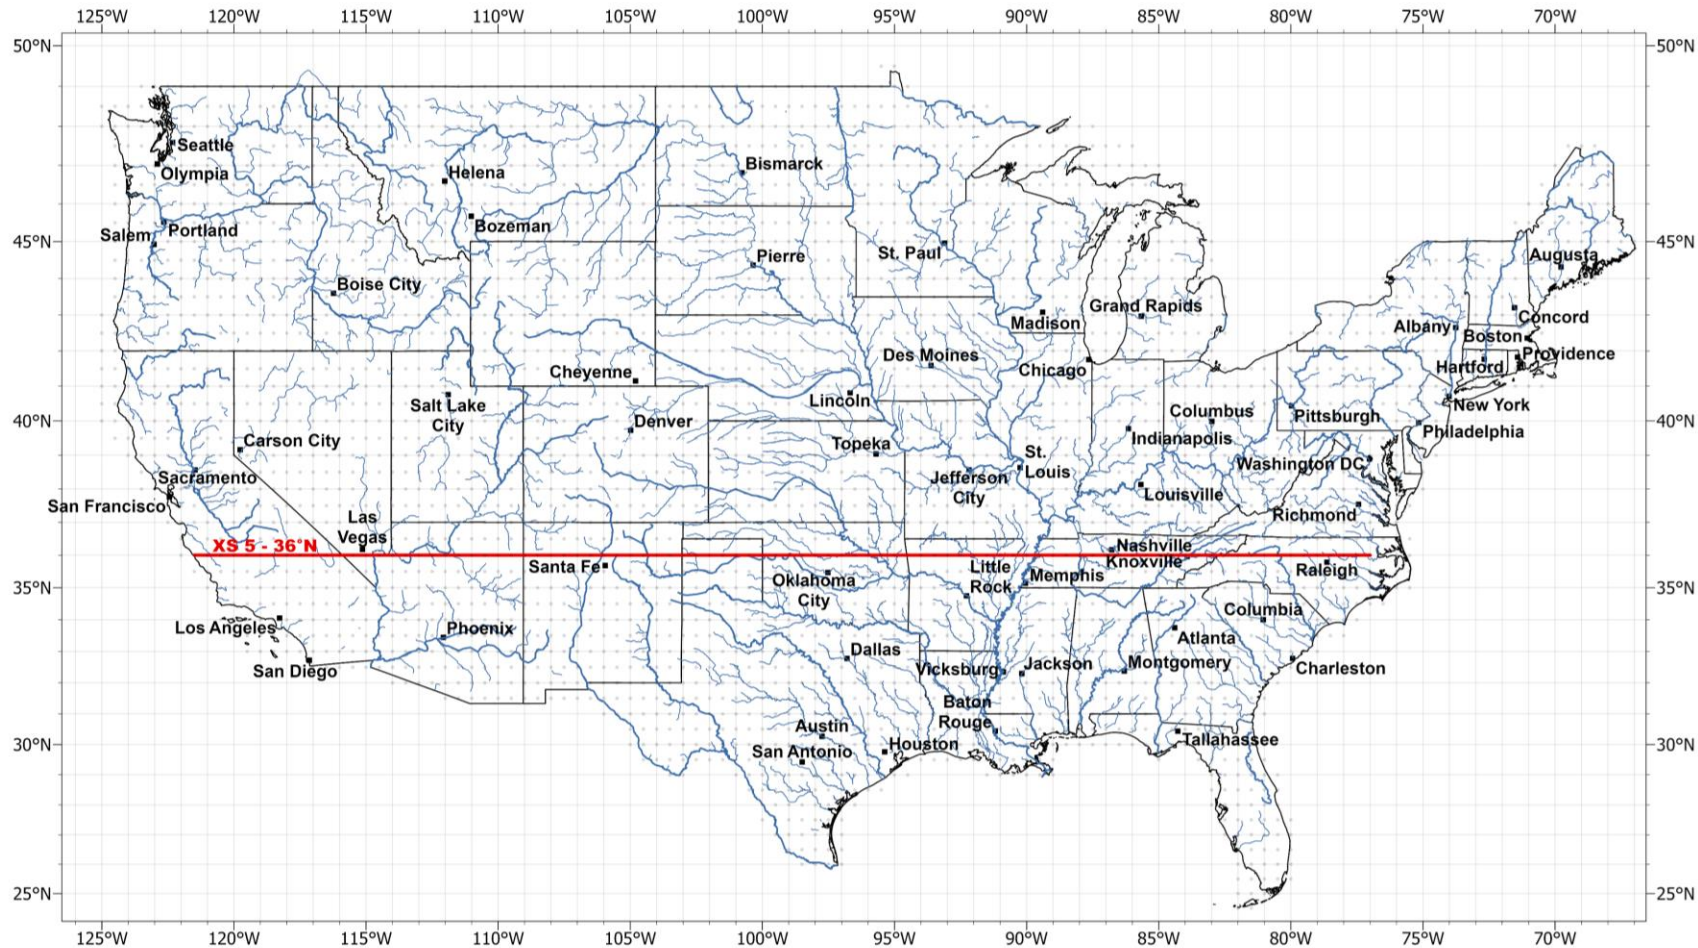 125°W 120°W 115°W 110°W 105°W 100°W 95°W 90°W 85°W 80°W 75°W 70°W
50°N 50°N
Seattle
Bismarck
Olympia
Helena
Bozeman
Portland
Salem
45°N 45°N
St. Paul
Pierre
Augusta
Boise City
Grand Rapids
Concord
Madison
Albany
Boston
Des Moines
Providence
Hartford
Cheyenne
Chicago
Lincoln
Salt Lake
City
New York
Columbus
Pittsburgh
40°N 40°N
Denver
Philadelphia
Carson City
Topeka
Indianapolis
St.
Louis
Washington DC
Sacramento
Jefferson
City
Louisville
San Francisco
Richmond
Las
Vegas
XS 5 - 36°N
Nashville
Knoxville
Santa Fe
Little
Rock
Memphis
Raleigh
35°N 35°N
Oklahoma
City
Columbia
Los Angeles
Phoenix
Atlanta
Dallas
San Diego
Vicksburg
Jackson
Montgomery
Charleston
Baton
Rouge
Austin
30°N 30°N
Houston
Tallahassee
San Antonio
25°N 25°N
125°W 120°W 115°W 110°W 105°W 100°W 95°W 90°W 85°W 80°W 75°W 70°W